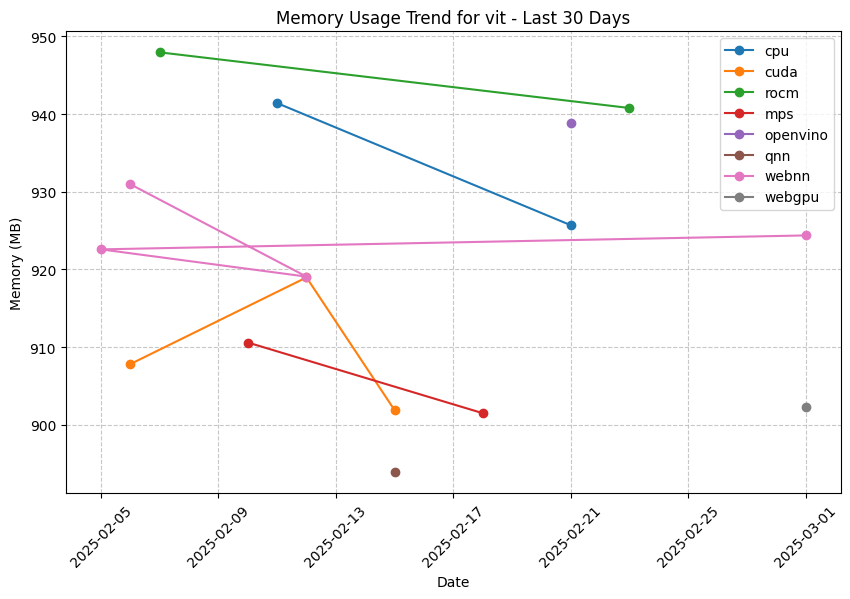 Memory Usage Trend for vit - Last 30 Days
950
940
930
920
910
900
Memory (MB)
cpu
cuda
rocm
mps
openvino
qnn
webnn
webgpu
2025-02-05
2025-02-09
2025-02-13
2025-02-17
2025-02-21
2025-02-25
2025-03-01
Date